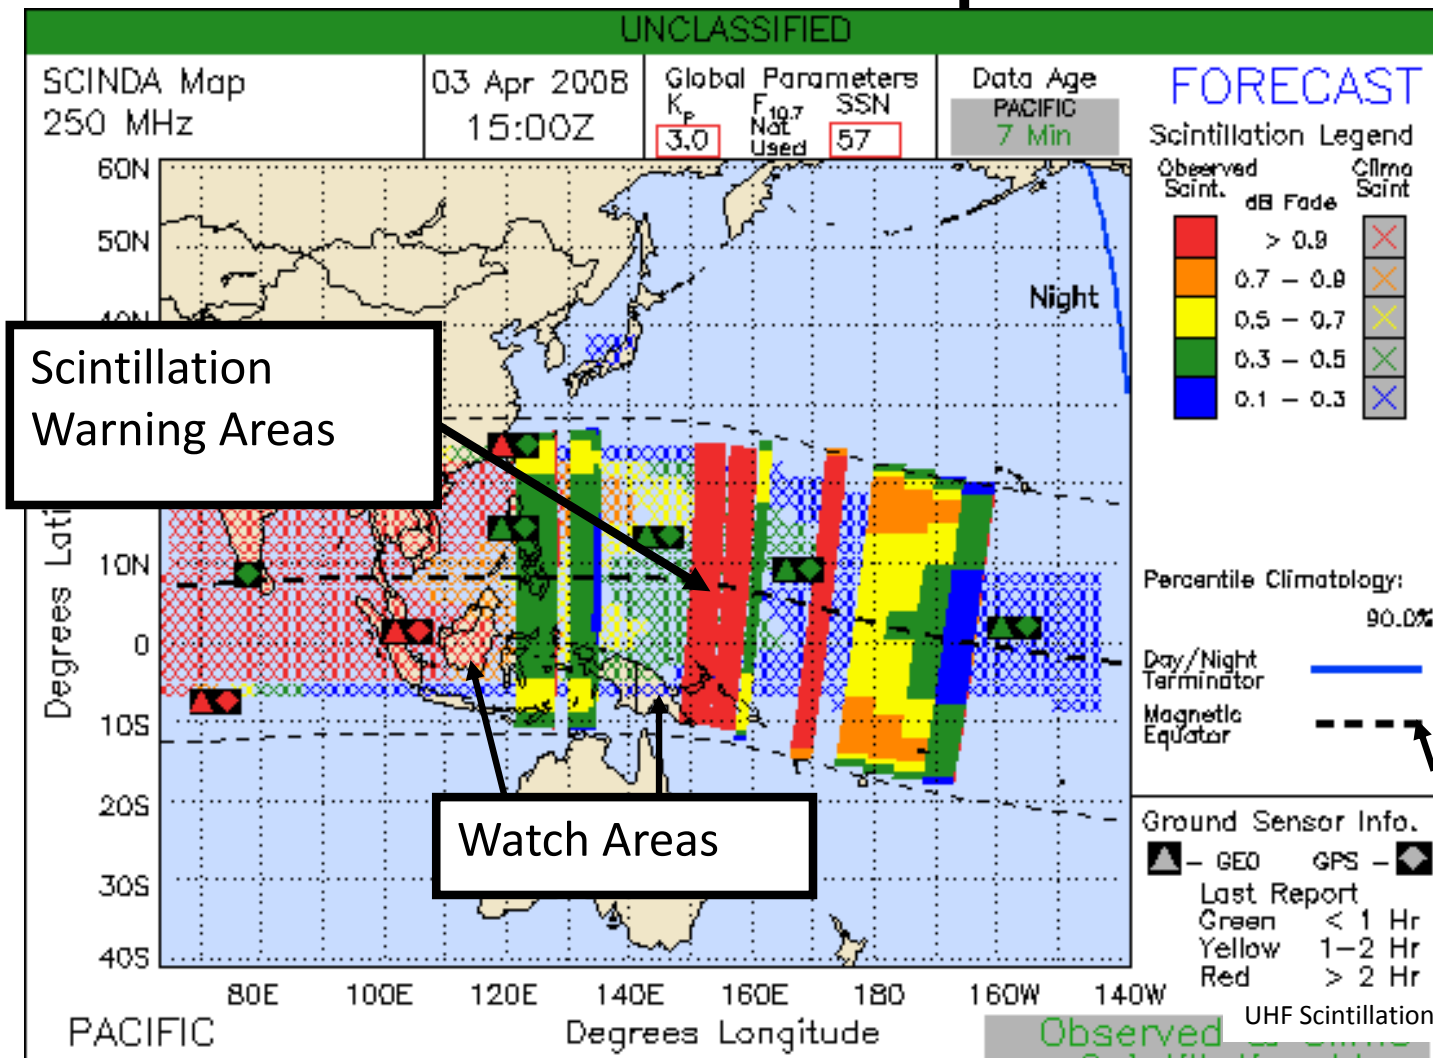 UNCLASSIFIED
SCINDA Map
250 MHz
03 Apr 2008
15:00Z
Global Parameters
Kp
3.0
F10.7
Not
Used
SSN
57
Data Age
PACIFIC
7 Min
FORECAST
Scintillation Legend
Observed
Scint.
dB Fade
Clima
Scint
> 0.9
0.7 – 0.9
0.5 – 0.7
0.3 – 0.5
0.1 – 0.3
60N
50N
40N
10N
0
10S
20S
30S
40S
Night
Scintillation
Warning Areas
Watch Areas
Percentile Climatology:
90.0%
Day/Night
Terminator
Magnetic
Equator
Ground Sensor Info.
– GEO
GPS –
Last Report
Green < 1 Hr
Yellow 1–2 Hr
Red > 2 Hr
80E 100E 120E 140E 160E 180 160W 140W
Degrees Longitude
PACIFIC
UHF Scintillation
Observed